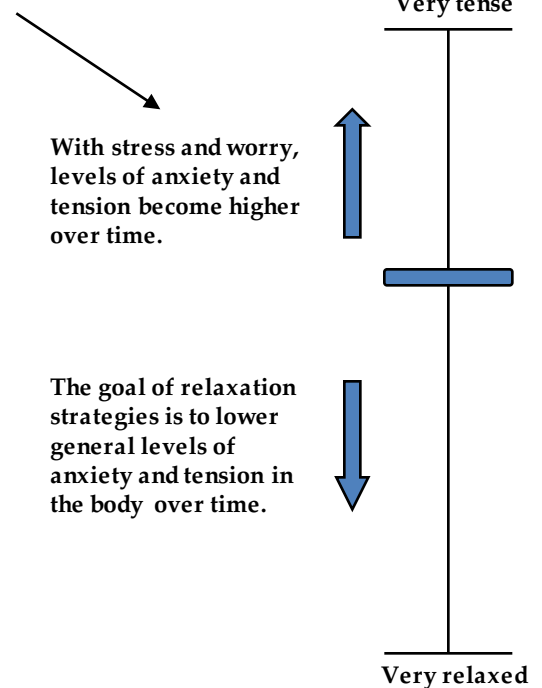 Very tense
With stress and worry,
levels of anxiety and
tension become higher
over time.
The goal of relaxation
strategies is to lower
general levels of
anxiety and tension in
the body over time.
Very relaxed